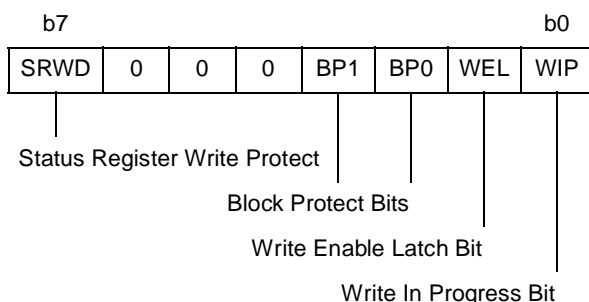 b7 b0
SRWD 0 0 0 BP1 BP0 WEL WIP
Status Register Write Protect
Block Protect Bits
Write Enable Latch Bit
Write In Progress Bit